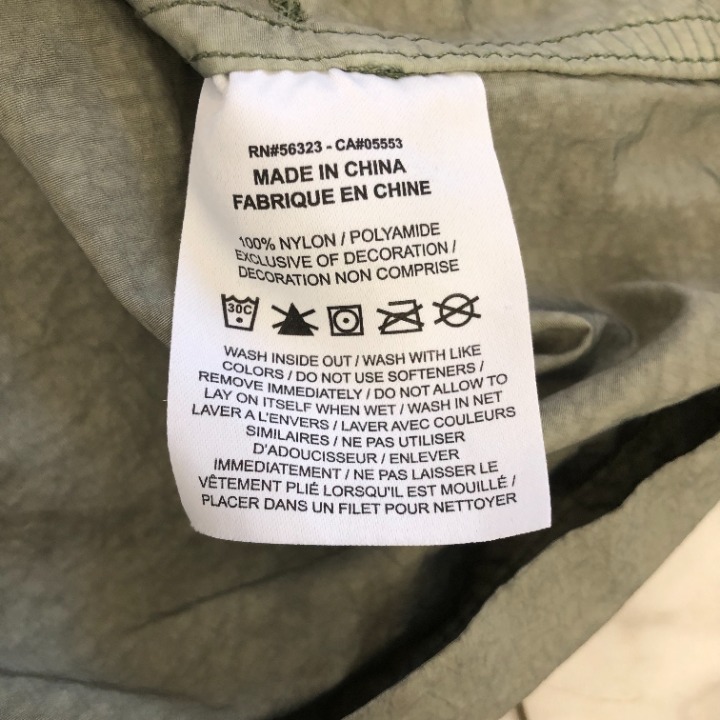 RN#56323 - CA#05553
MADE IN CHINA
FABRIQUE EN CHINE
100% NYLON / POLYAMIDE
EXCLUSIVE OF DECORATION /
DECORATION NON COMPRISE
30C
WASH INSIDE OUT / WASH WITH LIKE
COLORS / DO NOT USE SOFTENERS /
REMOVE IMMEDIATELY / DO NOT ALLOW TO
LAY ON ITSELF WHEN WET / WASH IN NET
LAVER A L'ENVERS / LAVER AVEC COULEURS
SIMILAIRES / NE PAS UTILISER
D'ADOUCISSEUR / ENLEVER
IMMEDIATEMENT / NE PAS LAISSER LE
VÊTEMENT PLIÉ LORSQU'IL EST MOUILLÉ /
PLACER DANS UN FILET POUR NETTOYER